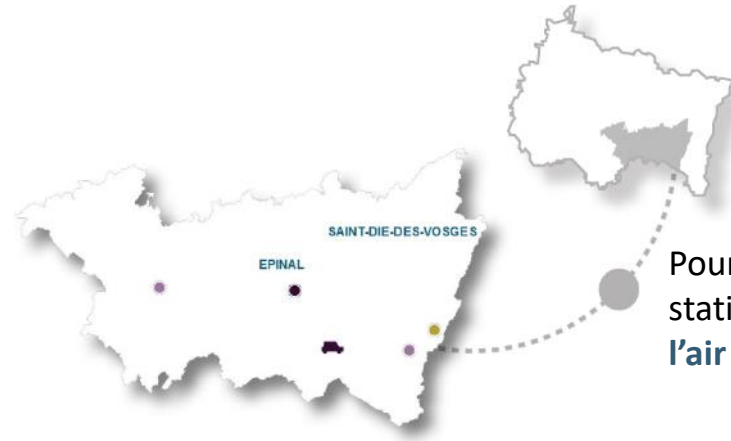 SAINT-DIE-DES-VOSGES
EPINAL
Pour
stati
l’air